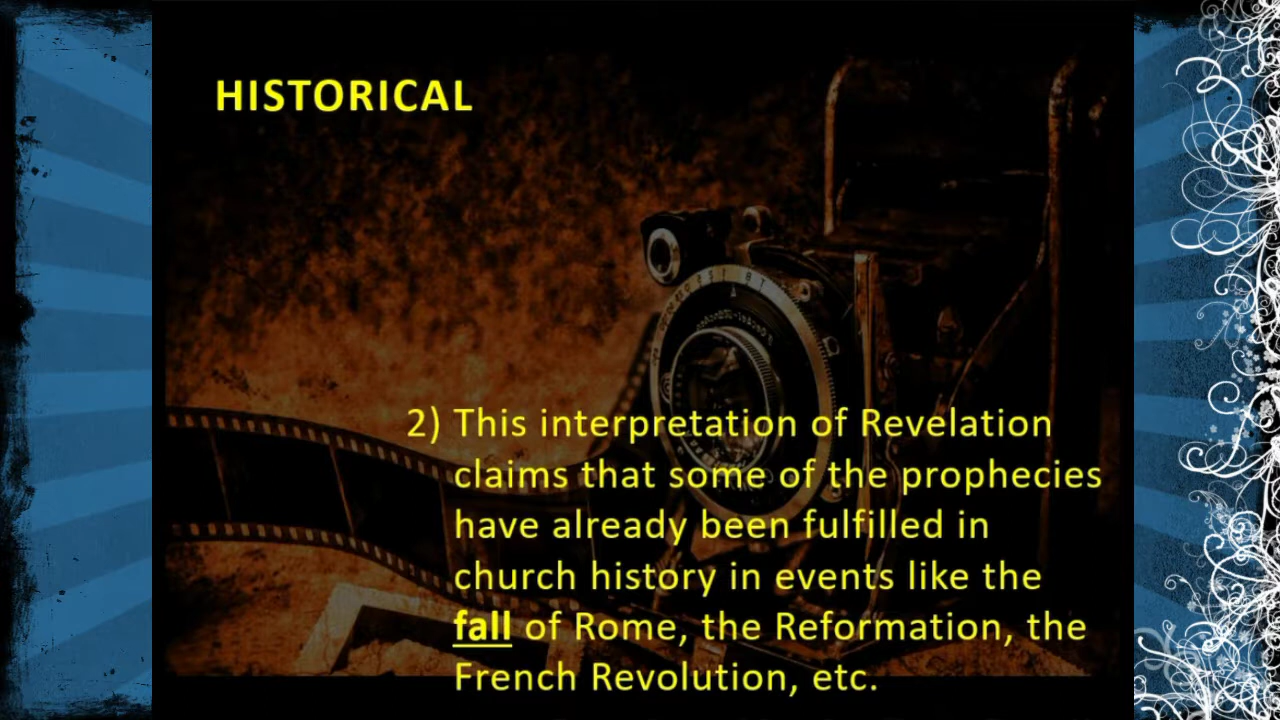 HISTORICAL
2) This interpretation of Revelation
claims that some of the prophecies
have already been fulfilled in
church history in events like the
fall of Rome, the Reformation, the
French Revolution, etc.